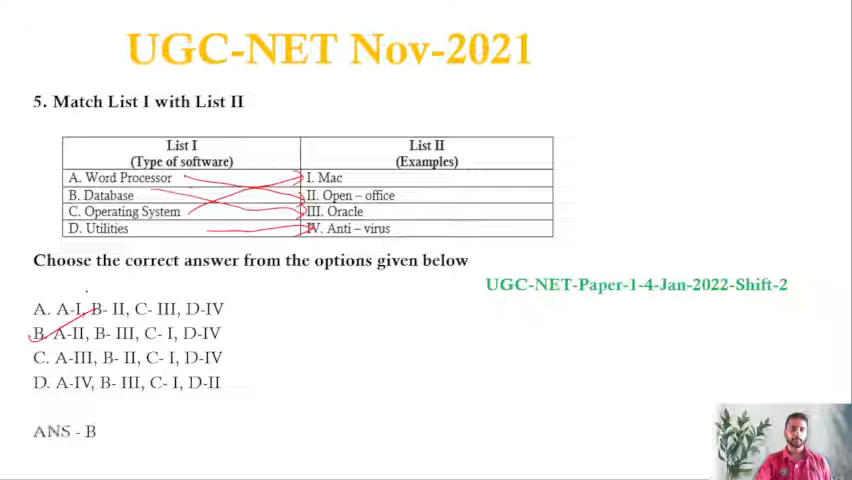 UGC-NET Nov-2021
5. Match List I with List II
List I
(Type of software)
List II
(Examples)
A. Word Processor
I. Mac
B. Database
II. Open – office
C. Operating System
III. Oracle
D. Utilities
IV. Anti – virus
Choose the correct answer from the options given below
UGC-NET-Paper-1-4-Jan-2022-Shift-2
A. A-I, B- II, C- III, D-IV
B. A-II, B- III, C- I, D-IV
C. A-III, B- II, C- I, D-IV
D. A-IV, B- III, C- I, D-II
ANS - B